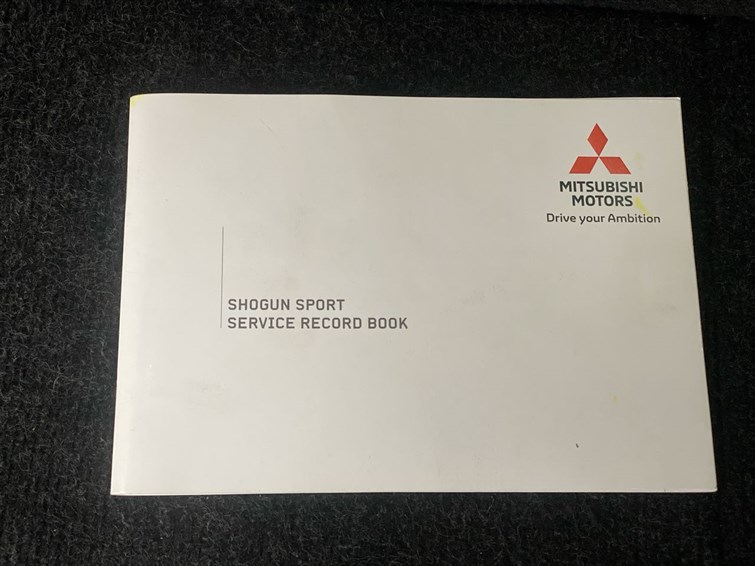 MITSUBISHI
MOTORS
Drive your Ambition
SHOGUN SPORT
SERVICE RECORD BOOK